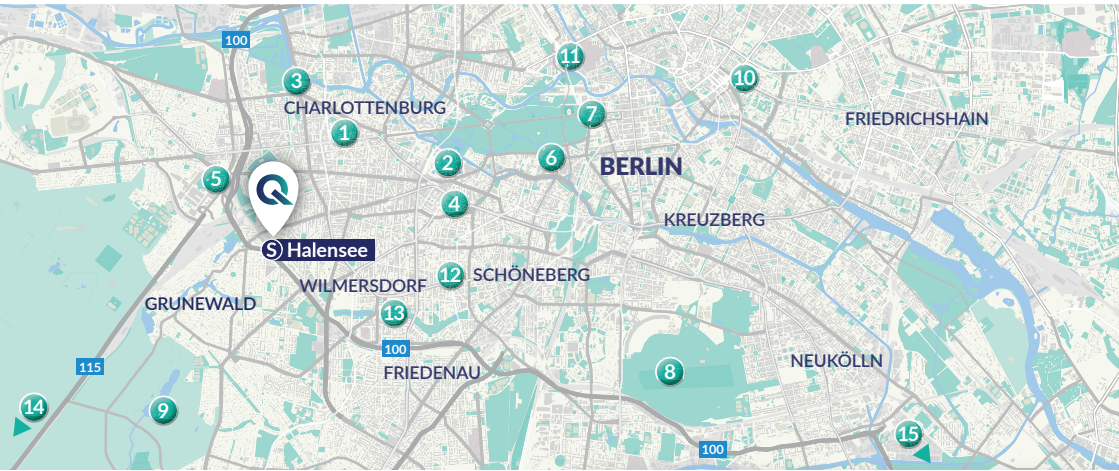 100
11
3
10
CHARLOTTENBURG
7
FRIEDRICHSHAIN
1
6
BERLIN
2
5
Q
4
KREUZBERG
S Halensee
12 SCHÖNEBERG
WILMERSDORF
GRUNEWALD
13
100
NEUKÖLLN
115
FRIEDENAU
8
14
9
15
100